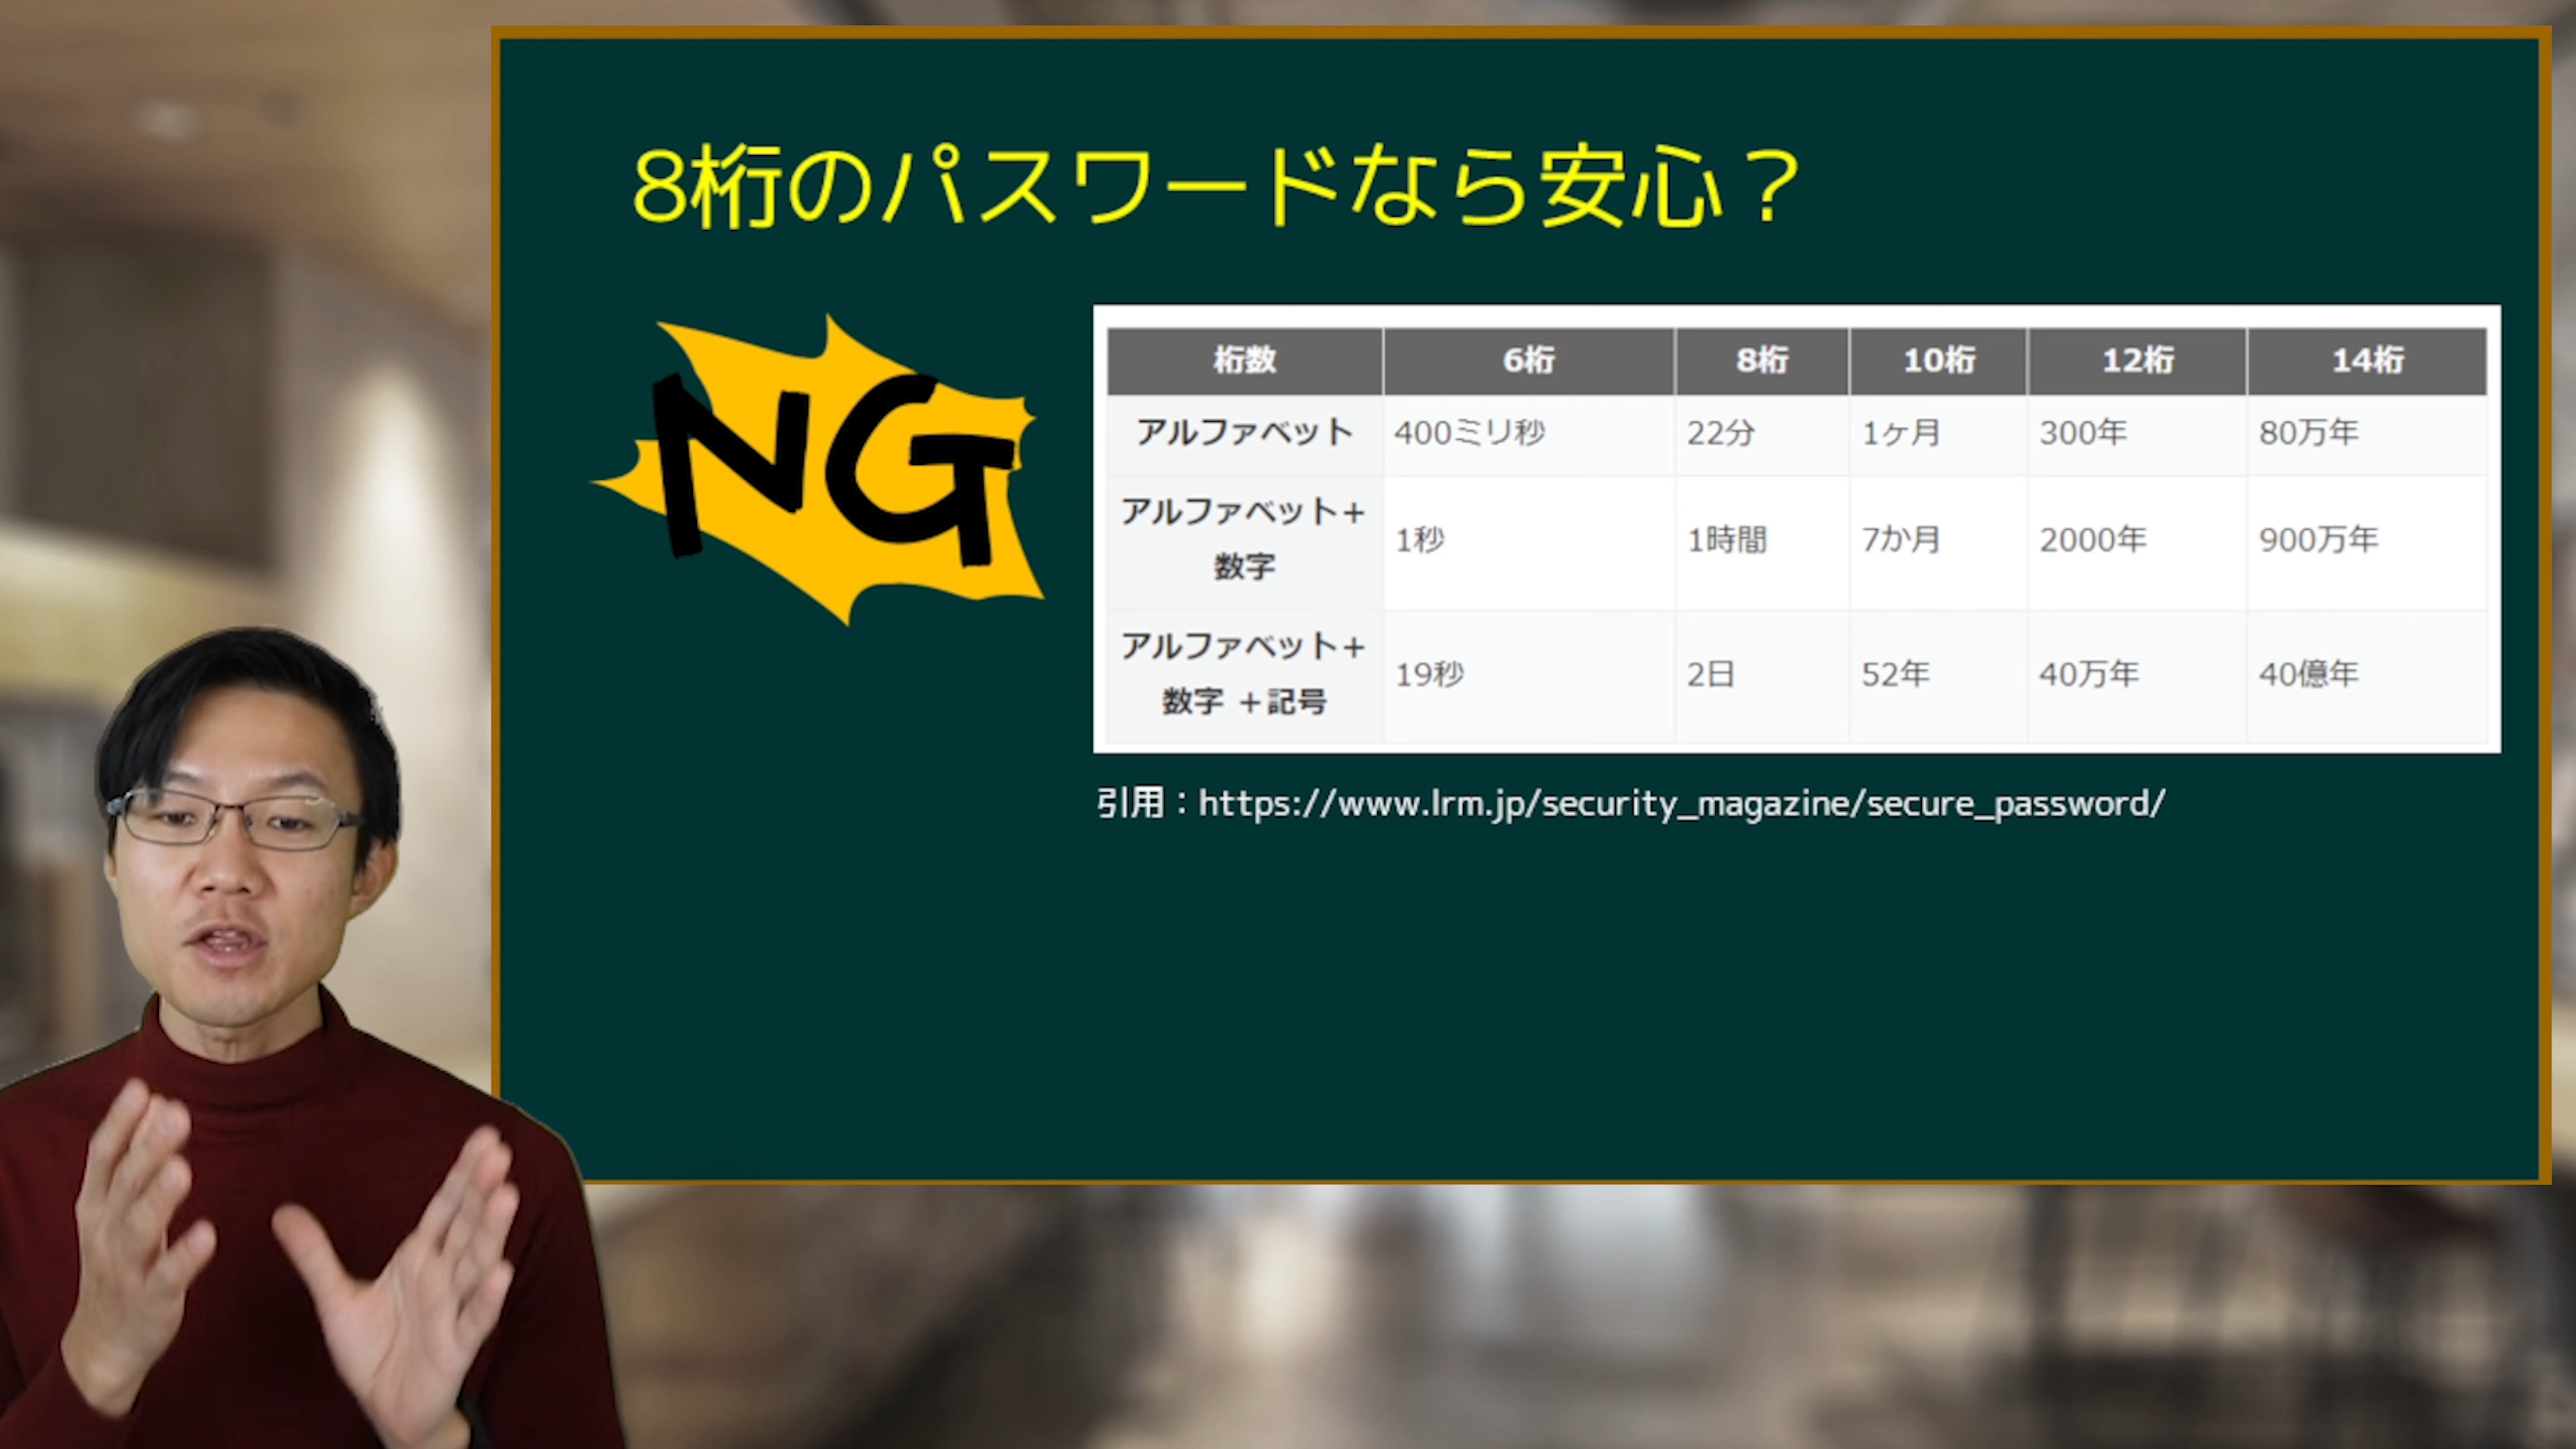 8桁のパスワードなら安心？
NG
桁数 6桁 8桁 10桁 12桁 14桁
アルファベット 400ミリ秒 22分 1ヶ月 300年 80万年
アルファベット＋
数字 1秒 1時間 7か月 2000年 900万年
アルファベット＋
数字 ＋記号 19秒 2日 52年 40万年 40億年
引用：https://www.lrm.jp/security_magazine/secure_password/